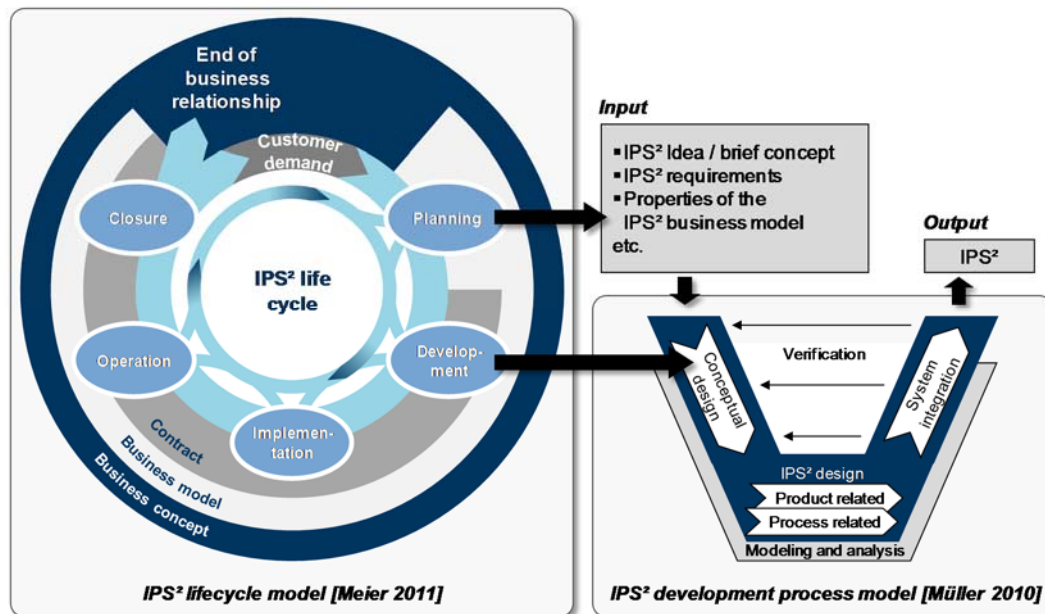 End of
business
relationship
Customer
demand
Closure
Planning
IPS² life
cycle
Operation
Develop-
ment
Implemen-
tation
Contract
Business model
Business concept
IPS² lifecycle model [Meier 2011]
Input
▪IPS² Idea / brief concept
▪IPS² requirements
▪Properties of the
IPS² business model
etc.
Output
IPS²
Verification
Conceptual
design
System
integration
IPS² design
Product related
Process related
Modeling and analysis
IPS² development process model [Müller 2010]